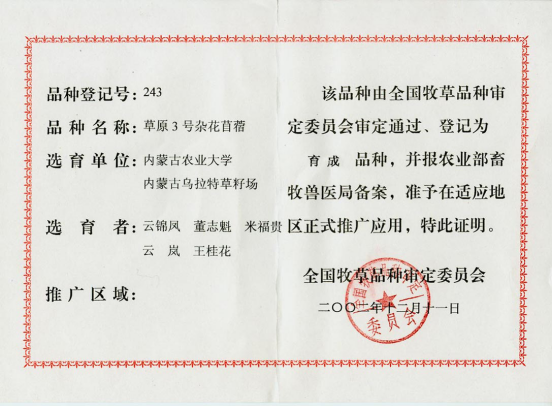 品种登记号：243
品种名称：草原3号杂花苜蓿
选育单位：内蒙古农业大学
内蒙古乌拉特草籽场
选育者：云锦凤 董志魁 米福贵
云 岚 王桂花
推广区域：
该品种由全国牧草品种审
定委员会审定通过、登记为
育成 品种，并报农业部畜
牧兽医局备案，准予在适应地
区正式推广应用，特此证明。
全国牧草品种审定委员会
年十二月十一日
委员会